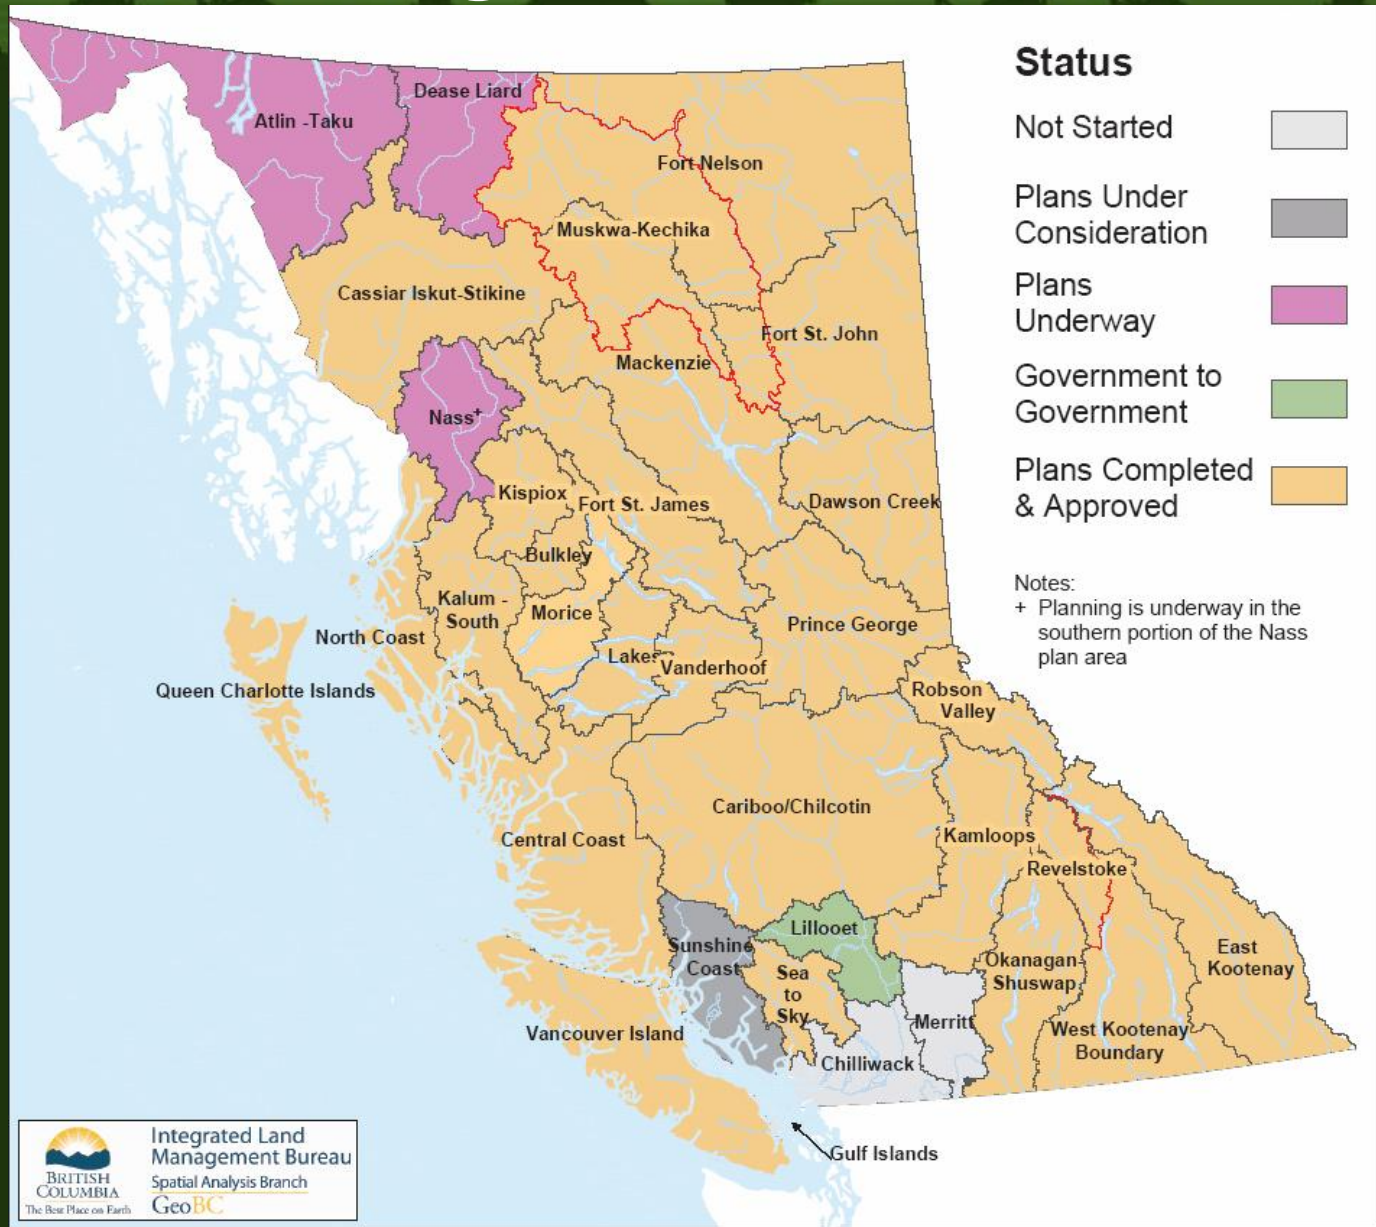 Status
Not Started
Plans Under
Consideration
Plans
Underway
Government to
Government
Plans Completed
& Approved
Notes:
+ Planning is underway in the
southern portion of the Nass
plan area
Atlin -Taku
Dease Liard
Fort Nelson
Muskwa-Kechika
Cassiar Iskut-Stikine
Fort St. John
Mackenzie
Nass+
Kispiox
Fort St. James
Dawson Creek
Bulkley
Kalum -
South
Morice
Prince George
North Coast
Lakes
Vanderhoof
Queen Charlotte Islands
Robson
Valley
Cariboo/Chilcotin
Central Coast
Kamloops
Revelstoke
Lillooet
Sunshine
Coast
Sea
to
Sky
Okanagan-
Shuswap
East
Kootenay
Merritt
Vancouver Island
West Kootenay
Boundary
Chilliwack
Gulf Islands
BRITISH
COLUMBIA
The Best Place on Earth
Integrated Land
Management Bureau
Spatial Analysis Branch
GeoBC